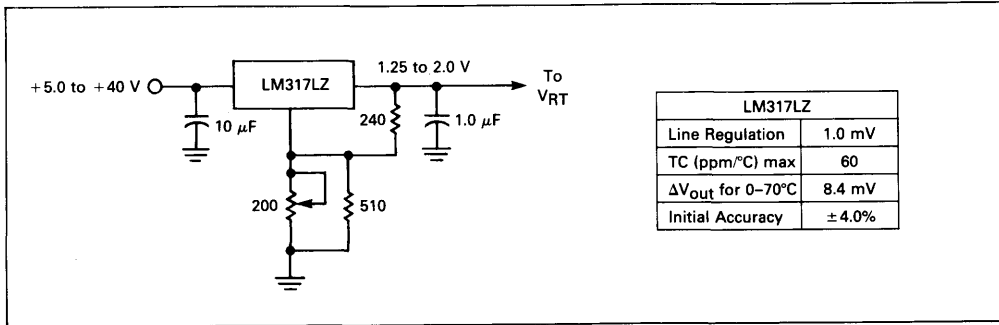 +5.0 to +40 V
LM317LZ
1.25 to 2.0 V
To
VRT
10 μF
240
1.0 μF
200
510
LM317LZ
Line Regulation 1.0 mV
TC (ppm/°C) max 60
ΔVout for 0–70°C 8.4 mV
Initial Accuracy ±4.0%